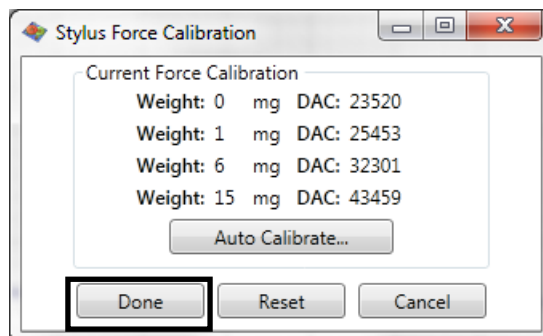 Stylus Force Calibration
Current Force Calibration
Weight: 0 mg DAC: 23520
Weight: 1 mg DAC: 25453
Weight: 6 mg DAC: 32301
Weight: 15 mg DAC: 43459
Auto Calibrate...
Done Reset Cancel